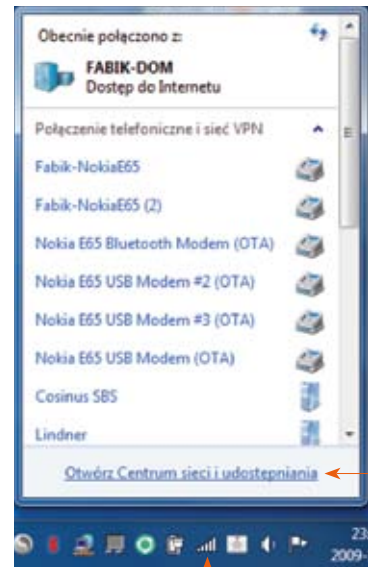 Obecnie połączono z:
FABIK-DOM
Dostęp do Internetu
Połączenie telefoniczne i sieć VPN
Fabik-NokiaE65
Fabik-NokiaE65 (2)
Nokia E65 Bluetooth Modem (OTA)
Nokia E65 USB Modem #2 (OTA)
Nokia E65 USB Modem #3 (OTA)
Nokia E65 USB Modem (OTA)
Cosinus SBS
Lindner
Otwórz Centrum sieci i udostępniania
23:
2009-